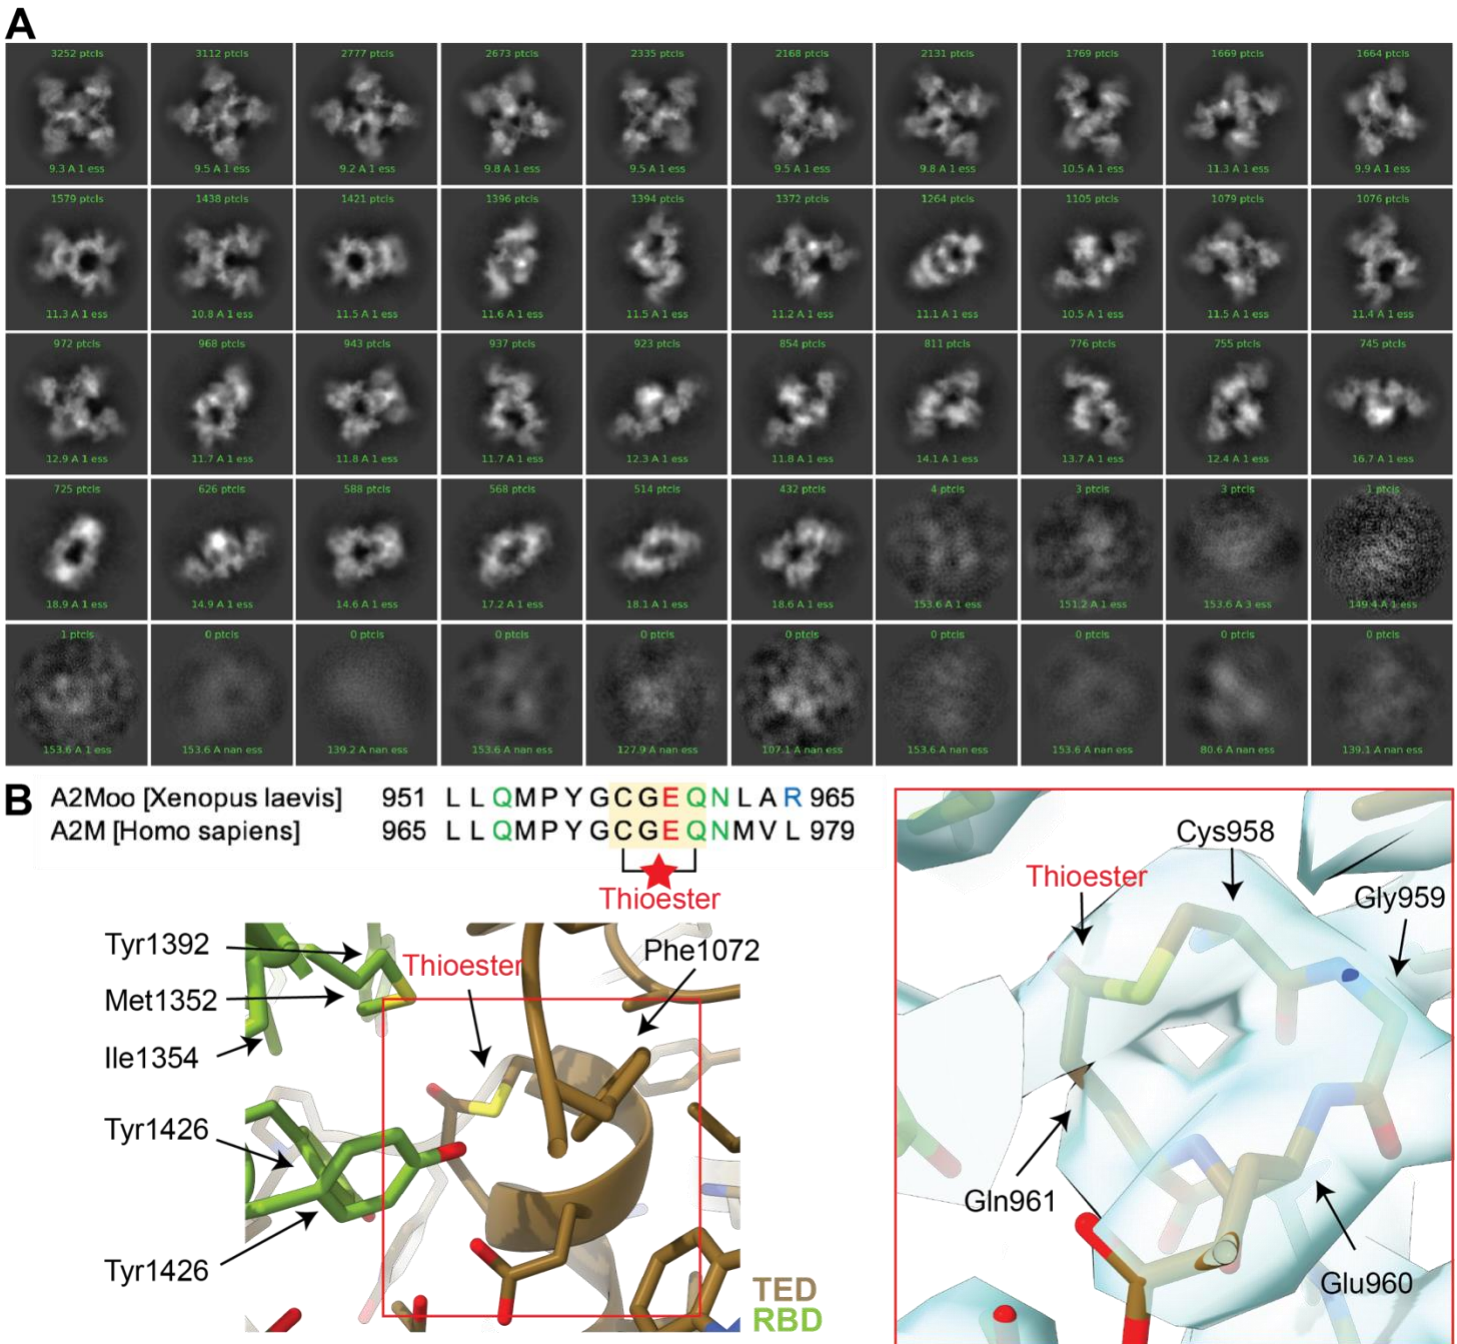 A
3252 ptcls 3112 ptcls 2777 ptcls 2673 ptcls 2335 ptcls 2168 ptcls 2131 ptcls 1769 ptcls 1669 ptcls 1664 ptcls
9.3 A 1 ess 9.5 A 1 ess 9.2 A 1 ess 9.8 A 1 ess 9.5 A 1 ess 9.5 A 1 ess 9.8 A 1 ess 10.5 A 1 ess 11.3 A 1 ess 9.9 A 1 ess
1579 ptcls 1438 ptcls 1421 ptcls 1396 ptcls 1394 ptcls 1372 ptcls 1264 ptcls 1105 ptcls 1079 ptcls 1076 ptcls
11.3 A 1 ess 10.8 A 1 ess 11.5 A 1 ess 11.6 A 1 ess 11.5 A 1 ess 11.2 A 1 ess 11.1 A 1 ess 10.5 A 1 ess 11.5 A 1 ess 11.4 A 1 ess
972 ptcls 968 ptcls 943 ptcls 937 ptcls 923 ptcls 854 ptcls 811 ptcls 776 ptcls 755 ptcls 745 ptcls
12.9 A 1 ess 11.7 A 1 ess 11.8 A 1 ess 11.7 A 1 ess 12.3 A 1 ess 11.8 A 1 ess 14.1 A 1 ess 13.7 A 1 ess 12.4 A 1 ess 16.7 A 1 ess
725 ptcls 626 ptcls 588 ptcls 568 ptcls 514 ptcls 432 ptcls 4 ptcls 3 ptcls 3 ptcls 1 ptcls
18.9 A 1 ess 14.9 A 1 ess 14.6 A 1 ess 17.2 A 1 ess 18.1 A 1 ess 18.6 A 1 ess 153.6 A 1 ess 151.2 A 1 ess 153.6 A 3 ess 149.4 A 1 ess
1 ptcls 0 ptcls 0 ptcls 0 ptcls 0 ptcls 0 ptcls 0 ptcls 0 ptcls 0 ptcls 0 ptcls
153.6 A 1 ess 153.6 A nan ess 139.2 A nan ess 153.6 A nan ess 127.9 A nan ess 107.1 A nan ess 153.6 A nan ess 153.6 A nan ess 80.6 A nan ess 139.1 A nan ess
B
A2Moo [Xenopus laevis] 951 L L Q M P Y G C G E Q N L A R 965
A2M [Homo sapiens] 965 L L Q M P Y G C G E Q N M V L 979
Thioester
Tyr1392
Met1352
Ile1354
Tyr1426
Tyr1426
Thioester
Phe1072
TED
RBD
Cys958
Thioester
Gly959
Gln961
Glu960